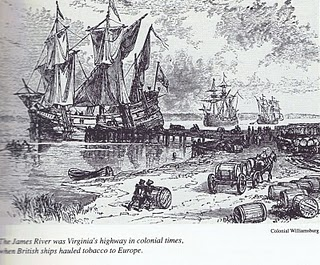 Colonial Williamsburg
The James River was Virginia's highway in colonial times,
when British ships hauled tobacco to Europe.